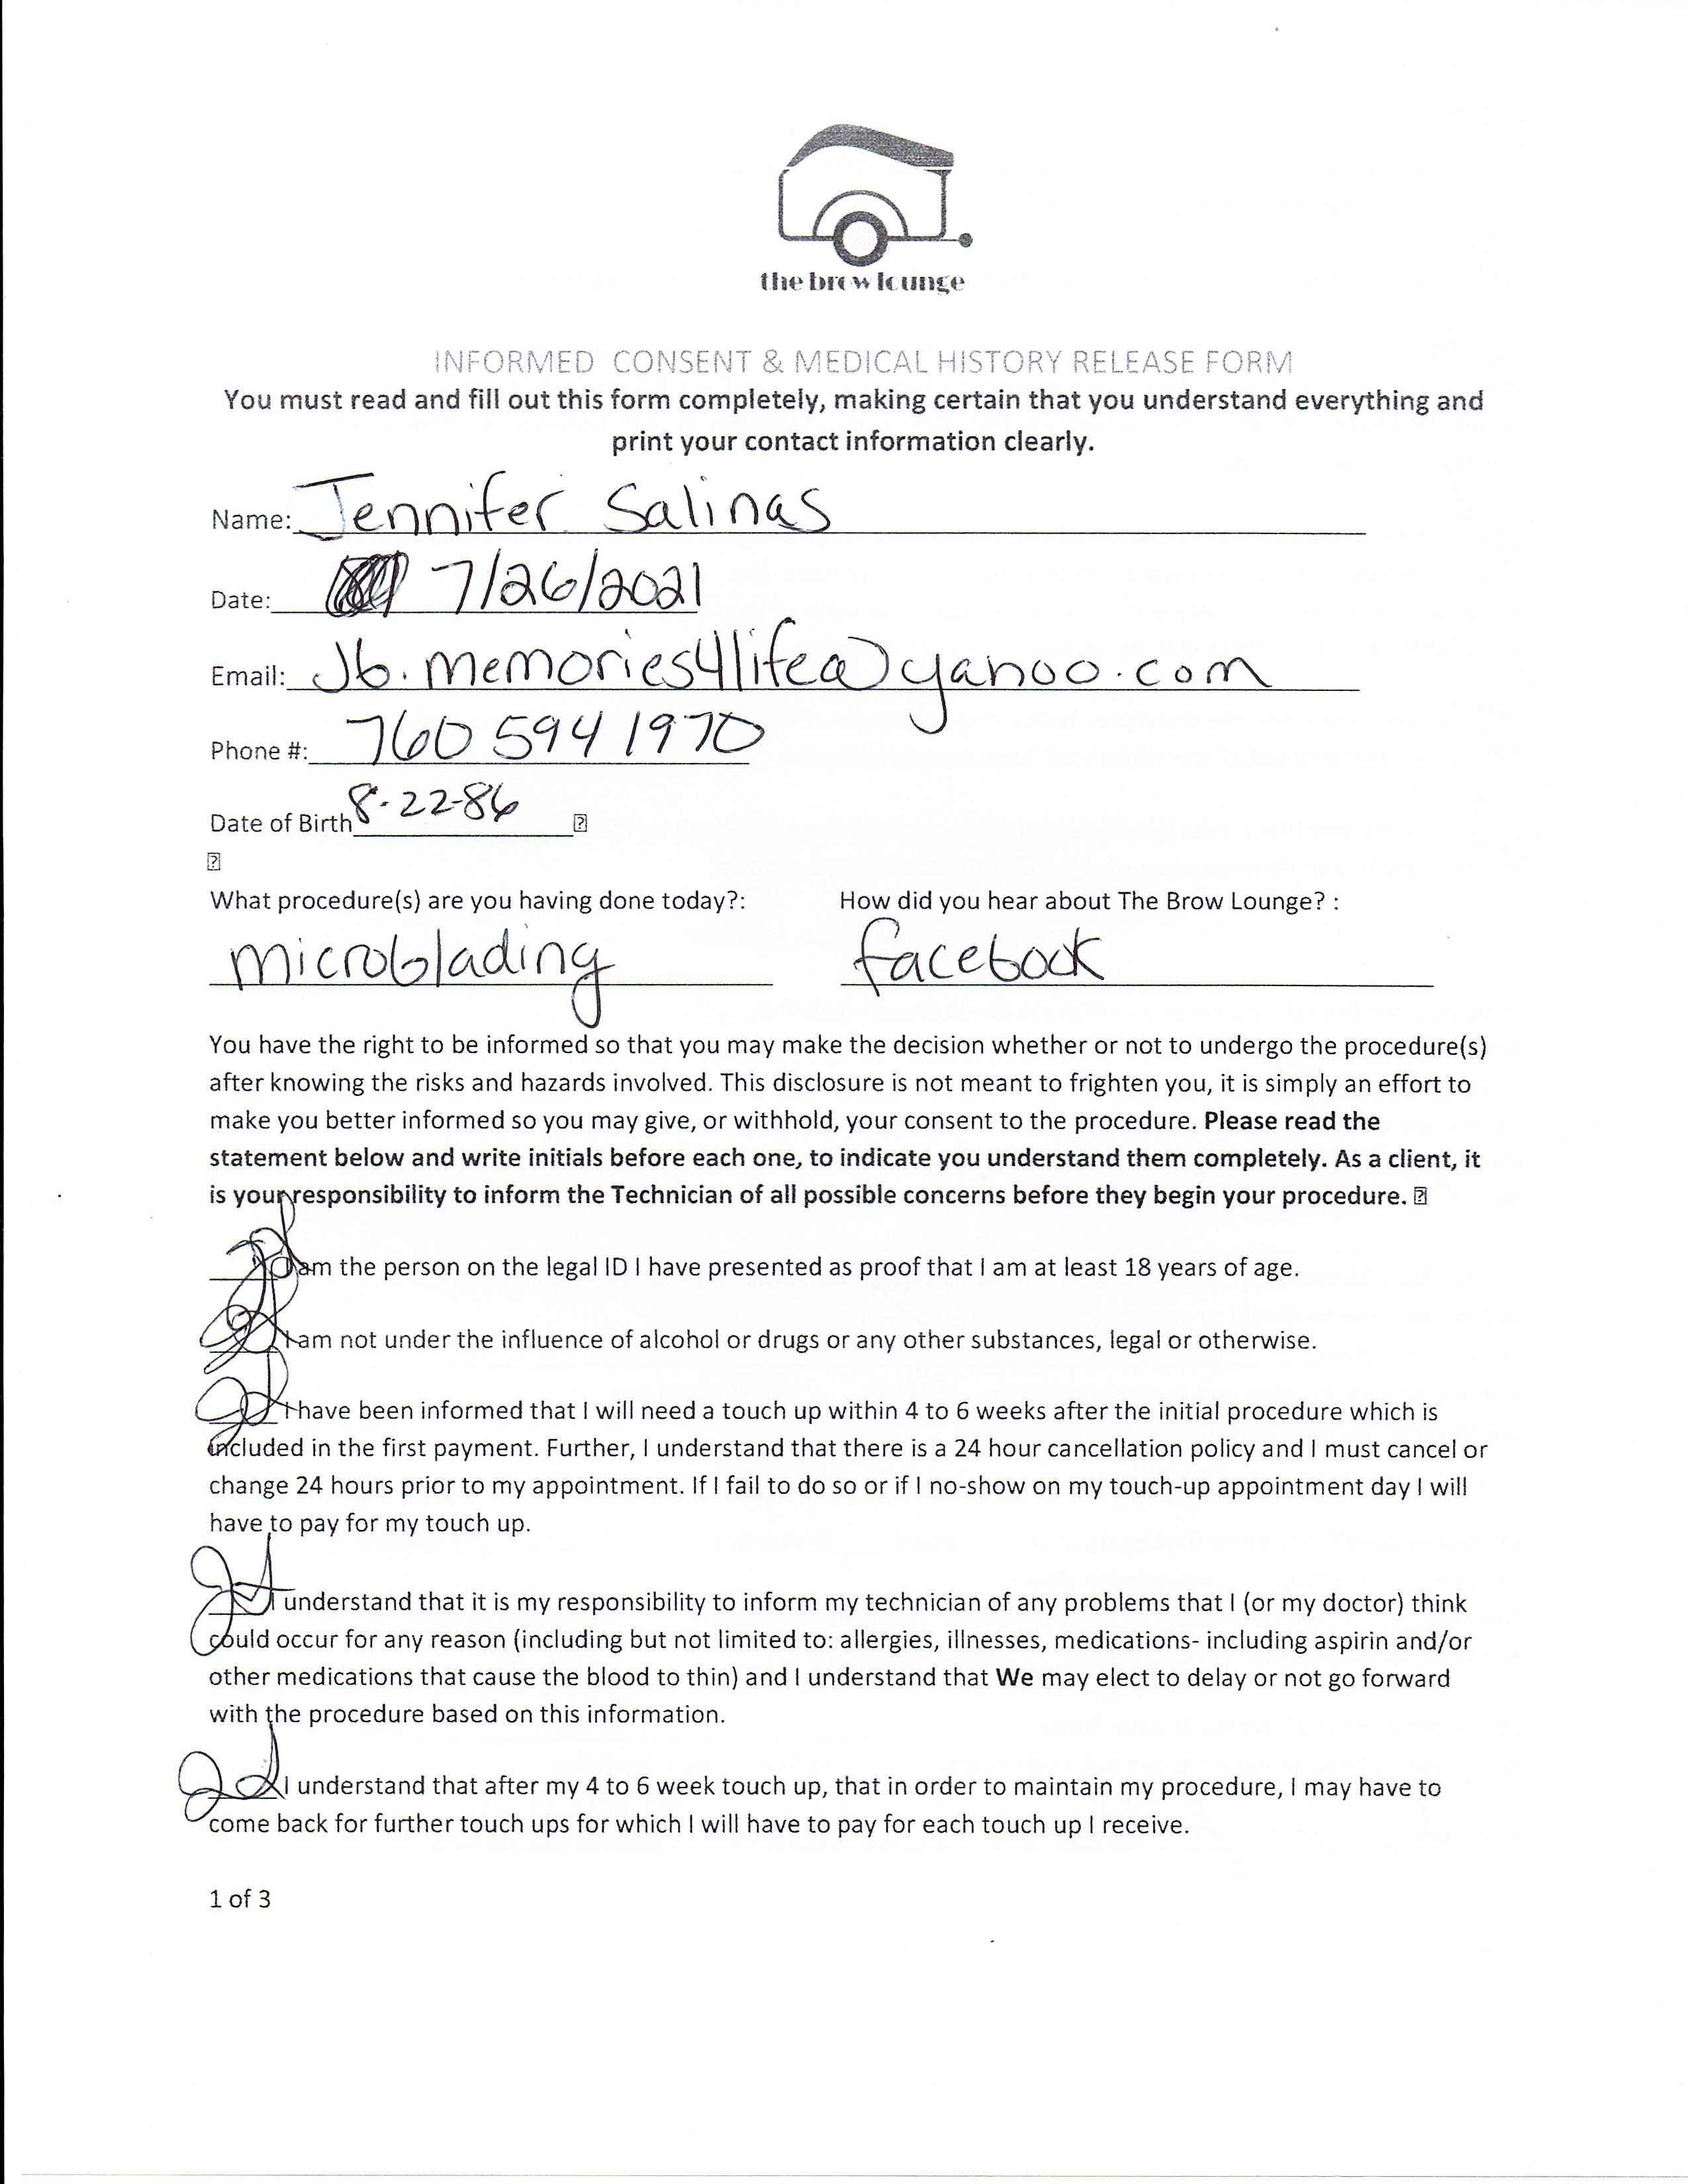 the brow lounge
INFORMED CONSENT & MEDICAL HISTORY RELEASE FORM
You must read and fill out this form completely, making certain that you understand everything and
print your contact information clearly.
Name: Jennifer Salinas
Date: 7/26/2021
Email: Jb.memories4life@yahoo.com
Phone #: 760 594 1970
Date of Birth 8-22-86
What procedure(s) are you having done today?: How did you hear about The Brow Lounge? :
microblading facebook
You have the right to be informed so that you may make the decision whether or not to undergo the procedure(s)
after knowing the risks and hazards involved. This disclosure is not meant to frighten you, it is simply an effort to
make you better informed so you may give, or withhold, your consent to the procedure. Please read the
statement below and write initials before each one, to indicate you understand them completely. As a client, it
is your responsibility to inform the Technician of all possible concerns before they begin your procedure.
am the person on the legal ID I have presented as proof that I am at least 18 years of age.
I am not under the influence of alcohol or drugs or any other substances, legal or otherwise.
I have been informed that I will need a touch up within 4 to 6 weeks after the initial procedure which is
included in the first payment. Further, I understand that there is a 24 hour cancellation policy and I must cancel or
change 24 hours prior to my appointment. If I fail to do so or if I no-show on my touch-up appointment day I will
have to pay for my touch up.
I understand that it is my responsibility to inform my technician of any problems that I (or my doctor) think
could occur for any reason (including but not limited to: allergies, illnesses, medications- including aspirin and/or
other medications that cause the blood to thin) and I understand that We may elect to delay or not go forward
with the procedure based on this information.
I understand that after my 4 to 6 week touch up, that in order to maintain my procedure, I may have to
come back for further touch ups for which I will have to pay for each touch up I receive.
1 of 3